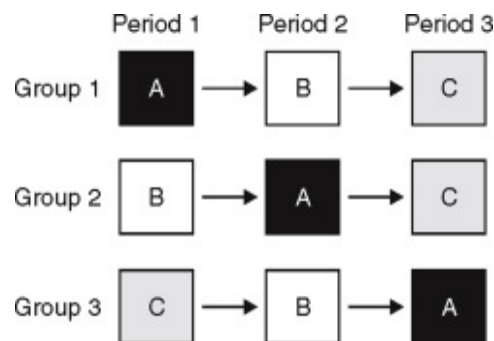 Period 1 Period 2 Period 3
Group 1 A B C
Group 2 B A C
Group 3 C B A